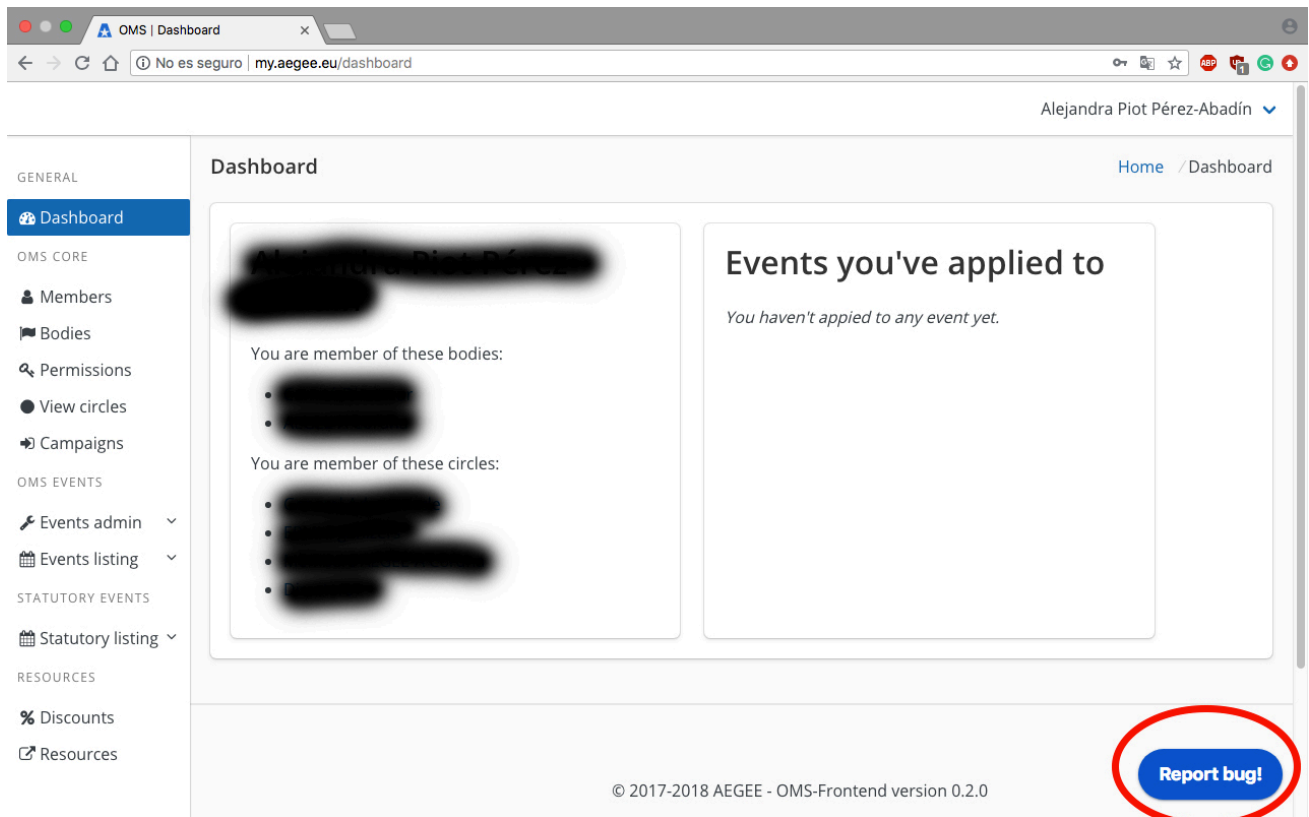 OMS | Dashboard
No es seguro | my.aegee.eu/dashboard
ABP
1
Alejandra Piot Pérez-Abadín
GENERAL
Dashboard
OMS CORE
Members
Bodies
Permissions
View circles
Campaigns
OMS EVENTS
Events admin
Events listing
STATUTORY EVENTS
Statutory listing
RESOURCES
Discounts
Resources
Dashboard
Home / Dashboard
You are member of these bodies:
You are member of these circles:
Events you've applied to
You haven't appied to any event yet.
© 2017-2018 AEGEE - OMS-Frontend version 0.2.0
Report bug!